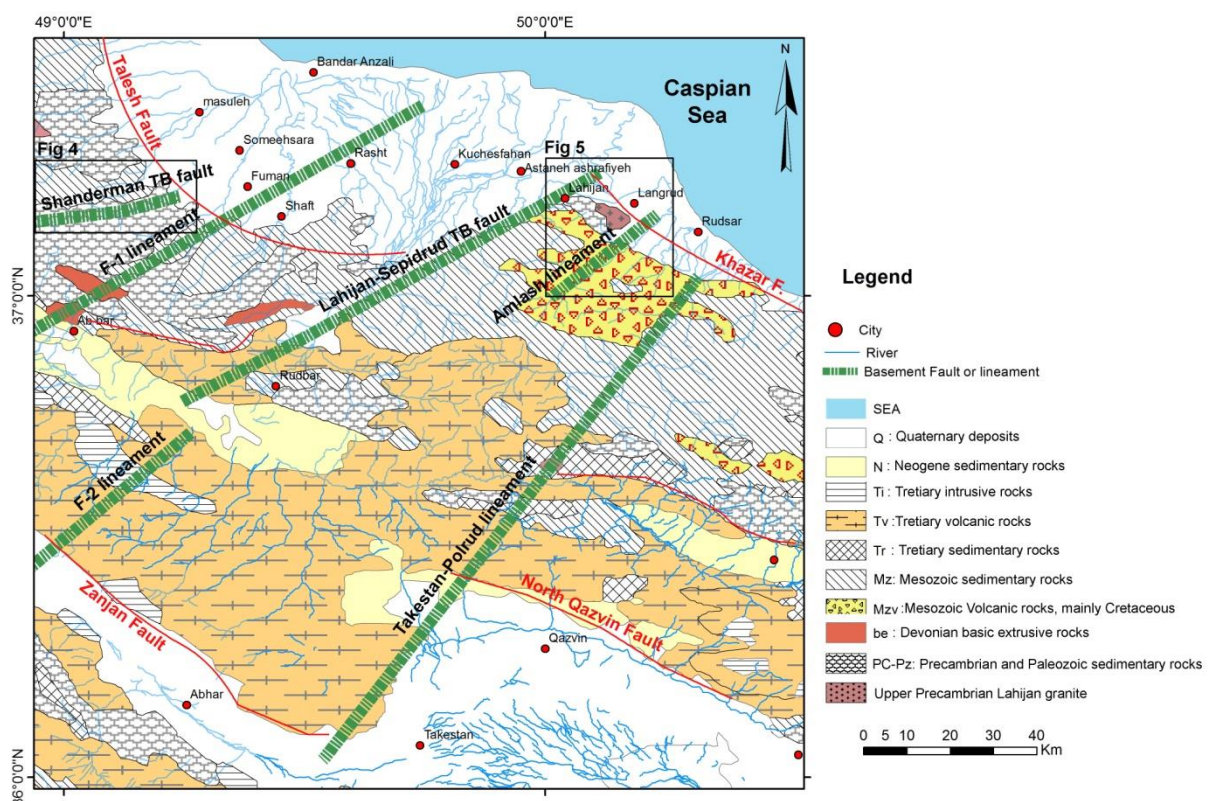 49°0'0"E
50°0'0"E
N
Bandar Anzali
Caspian
Sea
Talesh Fault
masuleh
Someehsara
Rasht
Kuchesfahan
Fig 4
Fig 5
Astaneh ashrafiyeh
Shanderman TB fault
Fuman
Lahijan
Langrud
Shaft
Rudsar
F-1 lineament
Lahijan-Sepidrud TB fault
Amlash lineament
Khazar F.
37°0'0"N
Ab bar
Rudbar
F-2 lineament
Takestan-Polrud lineament
Zanjan Fault
North Qazvin Fault
Qazvin
Abhar
Takestan
36°0'0"N
Legend
City
River
Basement Fault or lineament
SEA
Q : Quaternary deposits
N : Neogene sedimentary rocks
Ti : Tretiary intrusive rocks
Tv : Tretiary volcanic rocks
Tr : Tretiary sedimentary rocks
Mz: Mesozoic sedimentary rocks
Mzv :Mesozoic Volcanic rocks, mainly Cretaceous
be : Devonian basic extrusive rocks
PC-Pz: Precambrian and Paleozoic sedimentary rocks
Upper Precambrian Lahijan granite
0 5 10 20 30 40
Km